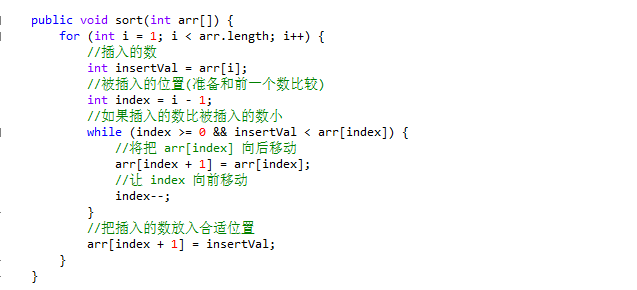 public void sort(int arr[]) {
for (int i = 1; i < arr.length; i++) {
//插入的数
int insertVal = arr[i];
//被插入的位置(准备和前一个数比较)
int index = i - 1;
//如果插入的数比被插入的数小
while (index >= 0 && insertVal < arr[index]) {
//将把 arr[index] 向后移动
arr[index + 1] = arr[index];
//让 index 向前移动
index--;
}
//把插入的数放入合适位置
arr[index + 1] = insertVal;
}
}